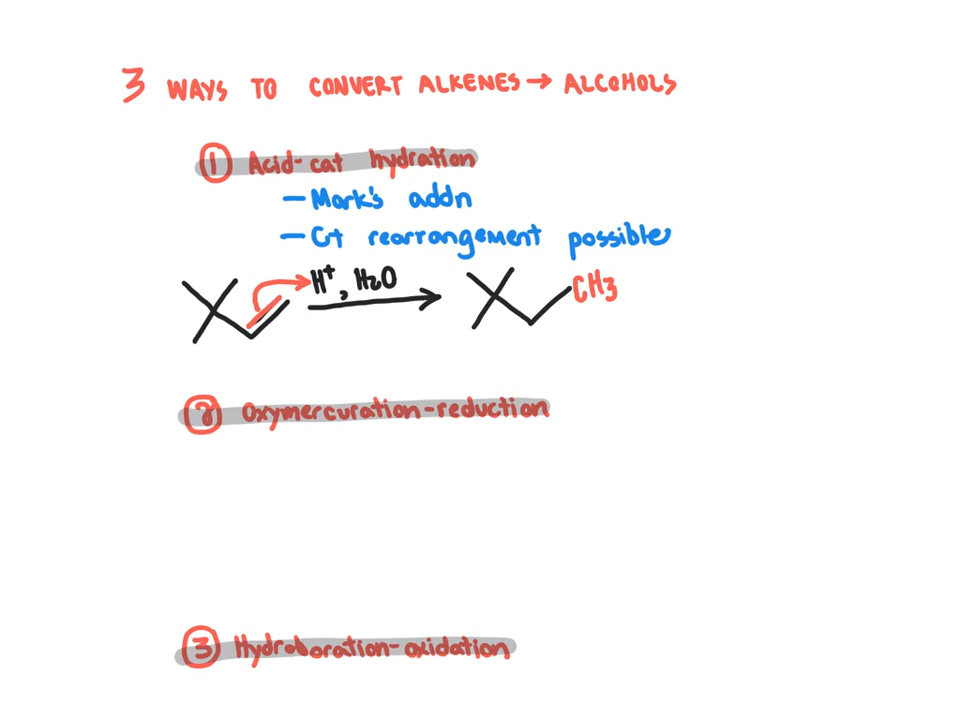 3 WAYS TO CONVERT ALKENES → ALCOHOLS
① Acid-cat hydration
— Mark's addn
— C+ rearrangement possible
H⁺, H₂O
CH₃
② Oxymercuration-reduction
③ Hydroboration-oxidation